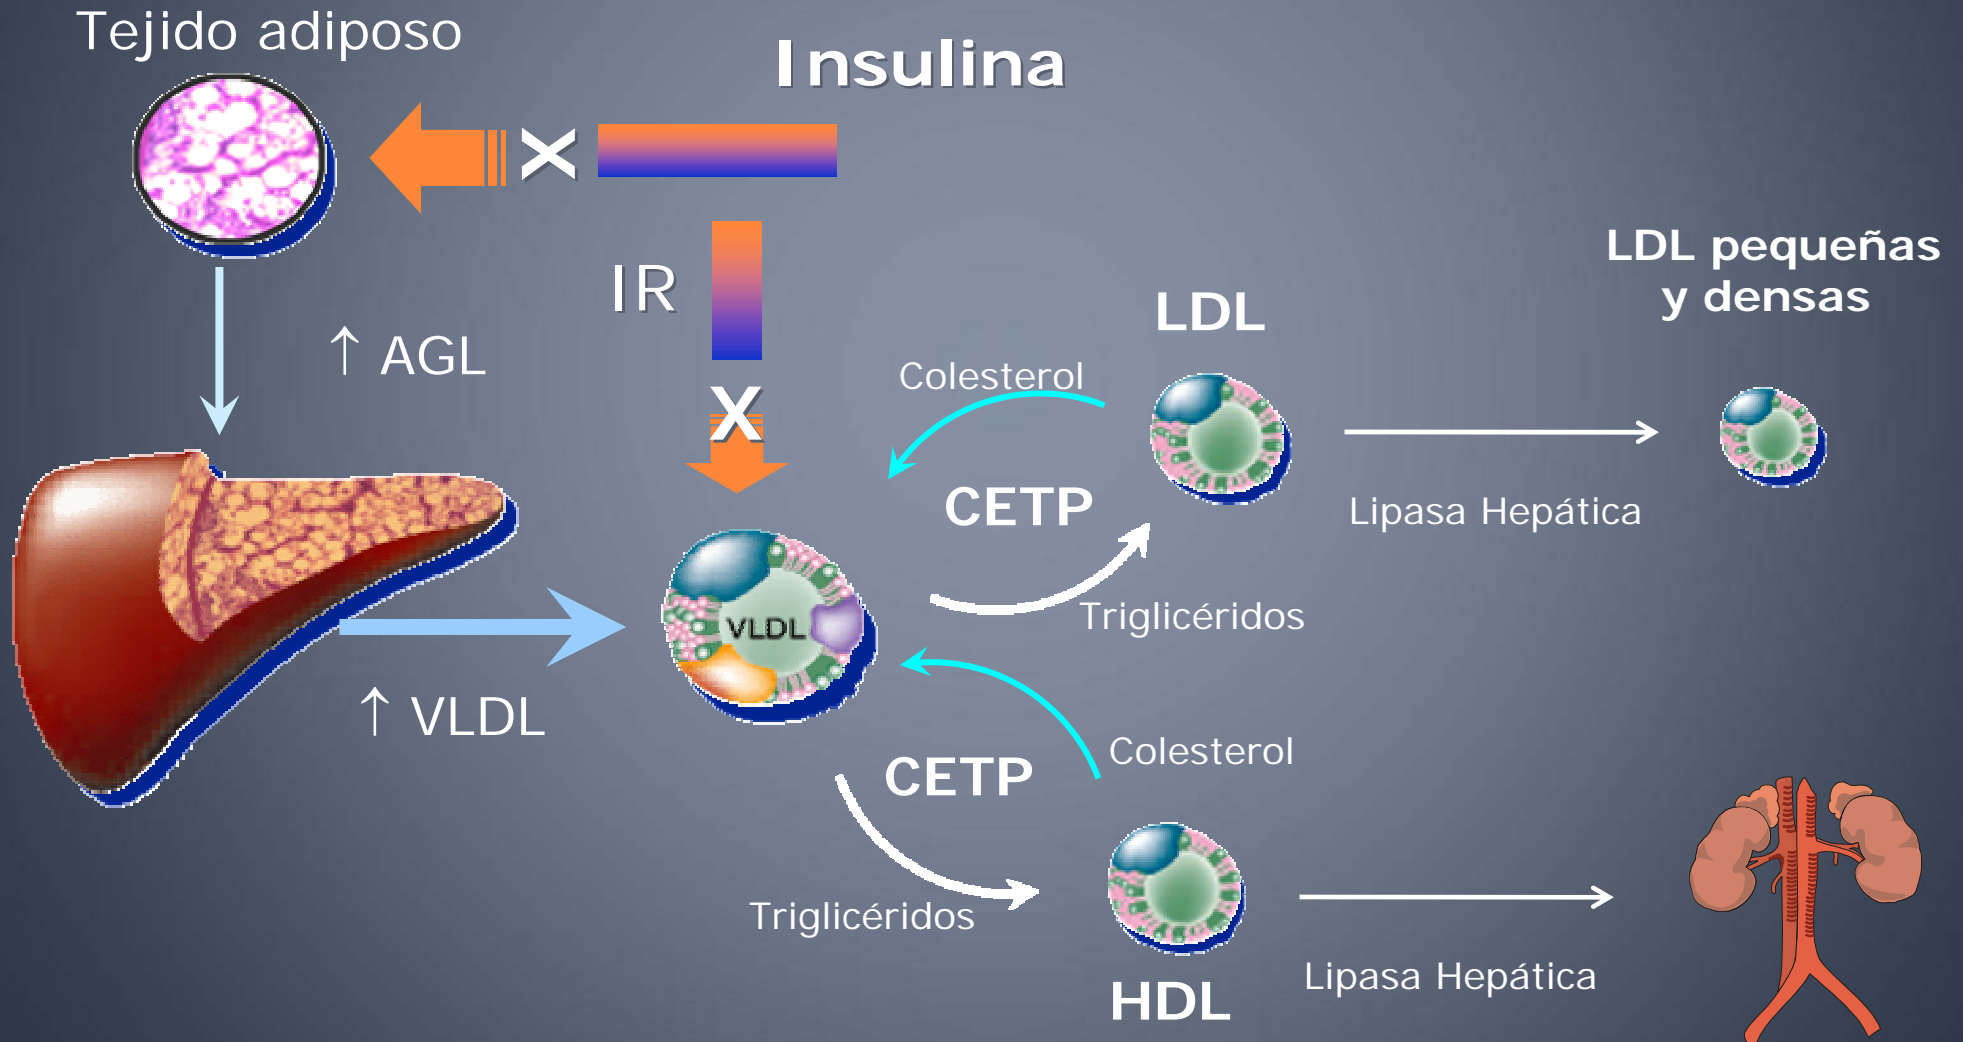 Tejido adiposo
Insulina
X
IR
X
↑ AGL
LDL pequeñas
y densas
LDL
Colesterol
CETP
Lipasa Hepática
Triglicéridos
VLDL
↑ VLDL
Colesterol
CETP
Triglicéridos
Lipasa Hepática
HDL